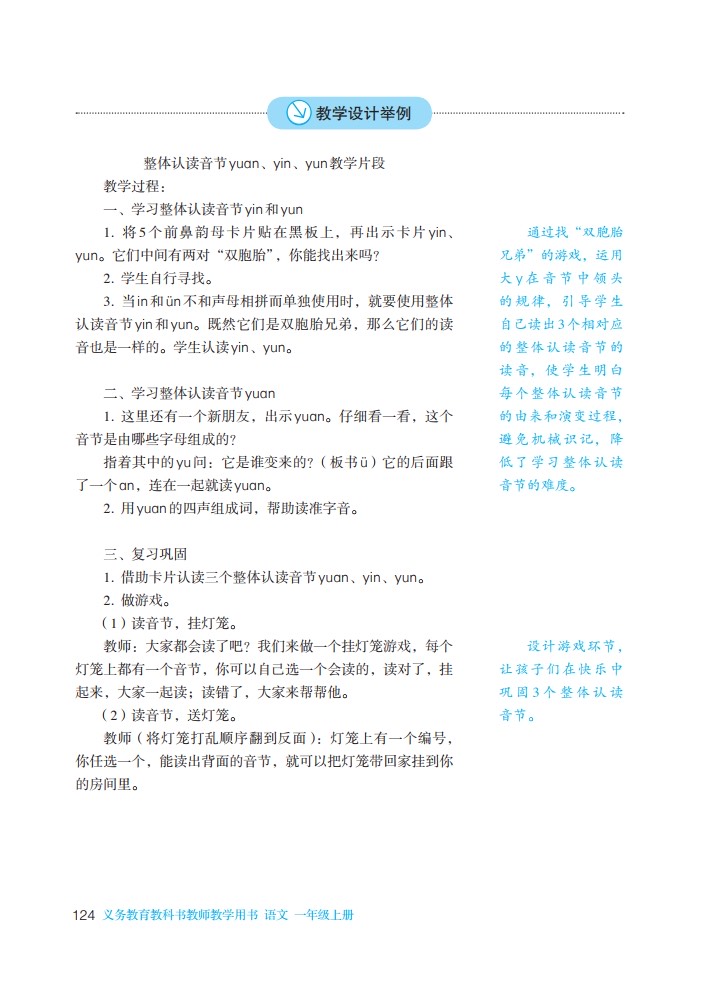 教学设计举例
整体认读音节yuan、yin、yun教学片段
教学过程：
一、学习整体认读音节yin和yun
1. 将5个前鼻韵母卡片贴在黑板上，再出示卡片yin、
yun。它们中间有两对“双胞胎”，你能找出来吗？
2. 学生自行寻找。
3. 当in和ün不和声母相拼而单独使用时，就要使用整体
认读音节yin和yun。既然它们是双胞胎兄弟，那么它们的读
音也是一样的。学生认读yin、yun。
通过找“双胞胎
兄弟”的游戏，运用
大y在音节中领头
的规律，引导学生
自己读出3个相对应
的整体认读音节的
读音，使学生明白
每个整体认读音节
的由来和演变过程，
避免机械识记，降
低了学习整体认读
音节的难度。
二、学习整体认读音节yuan
1. 这里还有一个新朋友，出示yuan。仔细看一看，这个
音节是由哪些字母组成的？
指着其中的yu问：它是谁变来的？（板书ü）它的后面跟
了一个an，连在一起就读yuan。
2. 用yuan的四声组成词，帮助读准字音。
三、复习巩固
1. 借助卡片认读三个整体认读音节yuan、yin、yun。
2. 做游戏。
（1）读音节，挂灯笼。
教师：大家都会读了吧？我们来做一个挂灯笼游戏，每个
灯笼上都有一个音节，你可以自己选一个会读的，读对了，挂
起来，大家一起读；读错了，大家来帮帮他。
（2）读音节，送灯笼。
教师（将灯笼打乱顺序翻到反面）：灯笼上有一个编号，
你任选一个，能读出背面的音节，就可以把灯笼带回家挂到你
的房间里。
设计游戏环节，
让孩子们在快乐中
巩固3个整体认读
音节。
124 义务教育教科书教师教学用书 语文 一年级上册